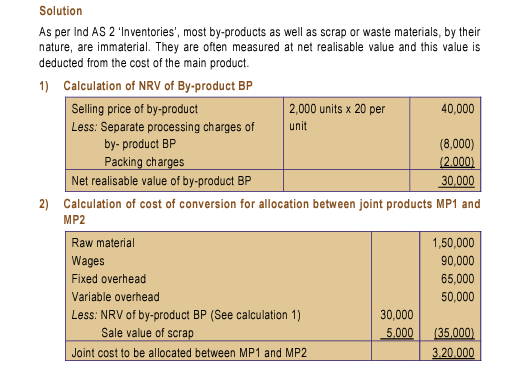 Solution
As per Ind AS 2 'Inventories', most by-products as well as scrap or waste materials, by their
nature, are immaterial. They are often measured at net realisable value and this value is
deducted from the cost of the main product.
1) Calculation of NRV of By-product BP
Selling price of by-product 2,000 units x 20 per unit 40,000
Less: Separate processing charges of
by- product BP (8,000)
Packing charges (2,000)
Net realisable value of by-product BP 30,000
2) Calculation of cost of conversion for allocation between joint products MP1 and
MP2
Raw material 1,50,000
Wages 90,000
Fixed overhead 65,000
Variable overhead 50,000
Less: NRV of by-product BP (See calculation 1) 30,000
Sale value of scrap 5,000 (35,000)
Joint cost to be allocated between MP1 and MP2 3,20,000